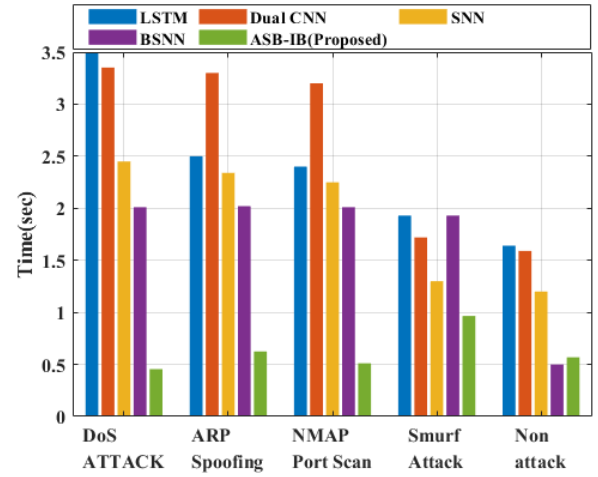 LSTM Dual CNN SNN
BSNN ASB-IB(Proposed)
3.5
3
2.5
2
1.5
1
0.5
0
Time(sec)
DoS ARP NMAP Smurf Non
ATTACK Spoofing Port Scan Attack attack